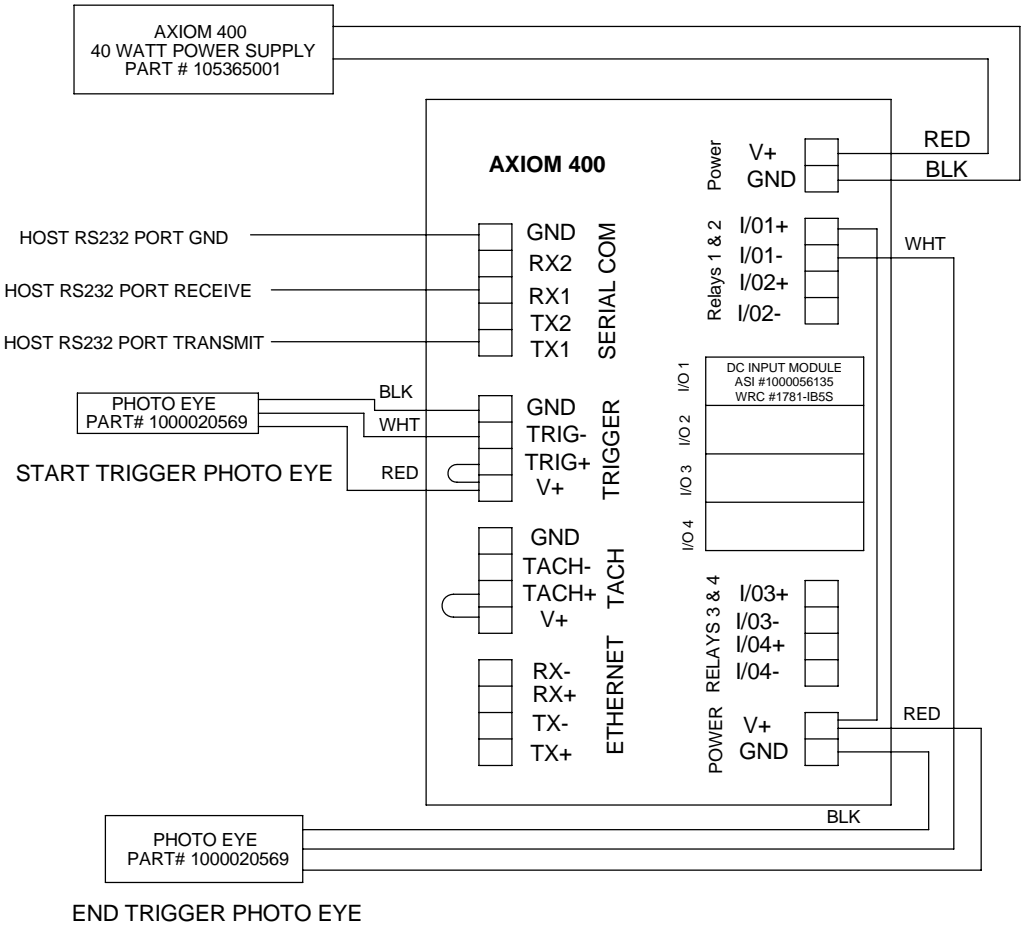 AXIOM 400
40 WATT POWER SUPPLY
PART # 105365001
AXIOM 400
Power
V+
GND
RED
BLK
HOST RS232 PORT GND
HOST RS232 PORT RECEIVE
HOST RS232 PORT TRANSMIT
GND
RX2
RX1
TX2
TX1
SERIAL COM
Relays 1 & 2
I/01+
I/01-
I/02+
I/02-
WHT
PHOTO EYE
PART# 1000020569
START TRIGGER PHOTO EYE
BLK
WHT
RED
GND
TRIG-
TRIG+
V+
TRIGGER
I/O 1
I/O 2
I/O 3
I/O 4
DC INPUT MODULE
ASI #1000056135
WRC #1781-IB5S
GND
TACH-
TACH+
V+
TACH
RX-
RX+
TX-
TX+
ETHERNET
RELAYS 3 & 4
I/03+
I/03-
I/04+
I/04-
POWER
V+
GND
RED
BLK
PHOTO EYE
PART# 1000020569
END TRIGGER PHOTO EYE